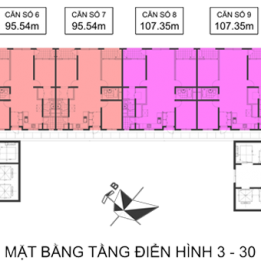 CĂN SỐ 6
95.54m
CĂN SỐ 7
95.54m
CĂN SỐ 8
107.35m
CĂN SỐ 9
107.35m
B
MẶT BẰNG TẦNG ĐIỂN HÌNH 3 - 30